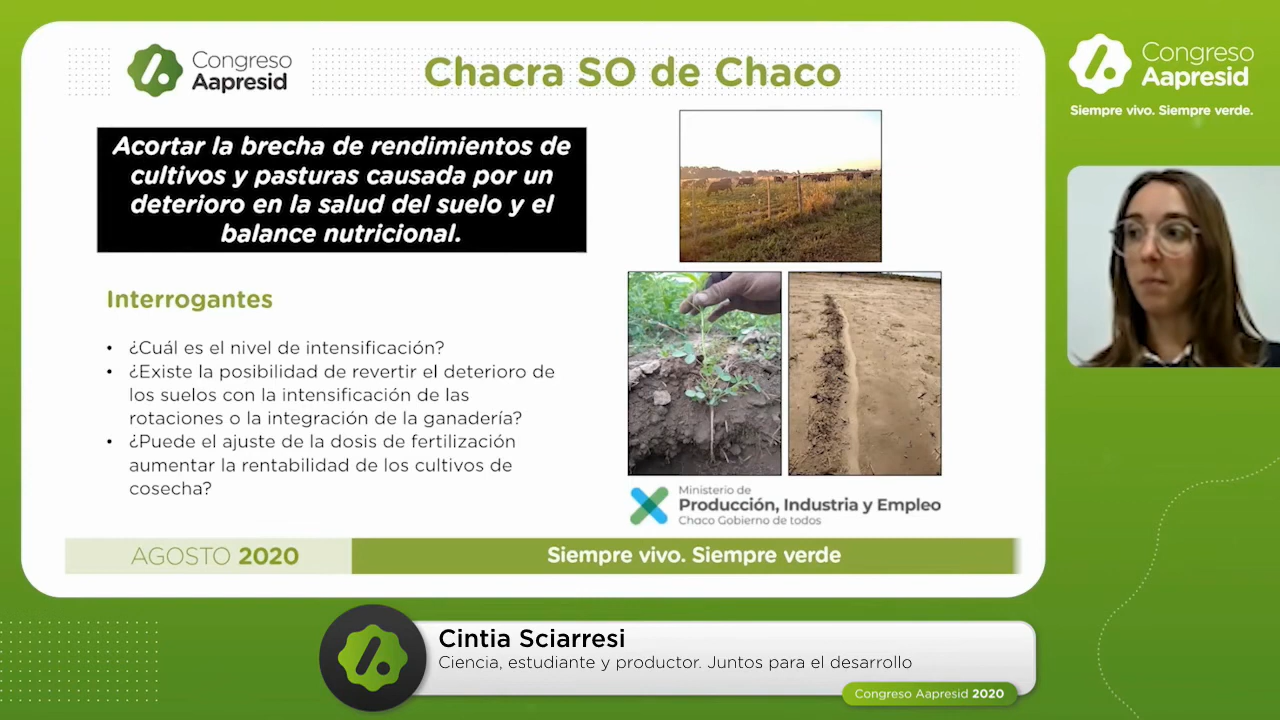 Congreso
Aapresid
Chacra SO de Chaco
Acortar la brecha de rendimientos de
cultivos y pasturas causada por un
deterioro en la salud del suelo y el
balance nutricional.
Interrogantes
• ¿Cuál es el nivel de intensificación?
• ¿Existe la posibilidad de revertir el deterioro de
los suelos con la intensificación de las
rotaciones o la integración de la ganadería?
• ¿Puede el ajuste de la dosis de fertilización
aumentar la rentabilidad de los cultivos de
cosecha?
Ministerio de
Producción, Industria y Empleo
Chaco Gobierno de todos
AGOSTO 2020
Siempre vivo. Siempre verde
Congreso
Aapresid
Siempre vivo. Siempre verde.
Cintia Sciarresi
Ciencia, estudiante y productor. Juntos para el desarrollo
Congreso Aapresid 2020